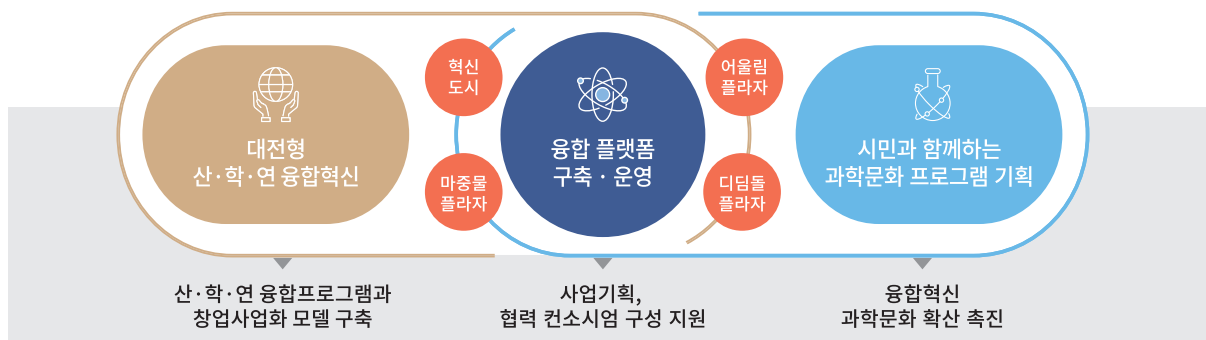 대전형
산·학·연 융합혁신
혁신
도시
마중물
플라자
융합 플랫폼
구축 · 운영
어울림
플라자
디딤돌
플라자
시민과 함께하는
과학문화 프로그램 기획
산·학·연 융합프로그램과
창업사업화 모델 구축
사업기획,
협력 컨소시엄 구성 지원
융합혁신
과학문화 확산 촉진